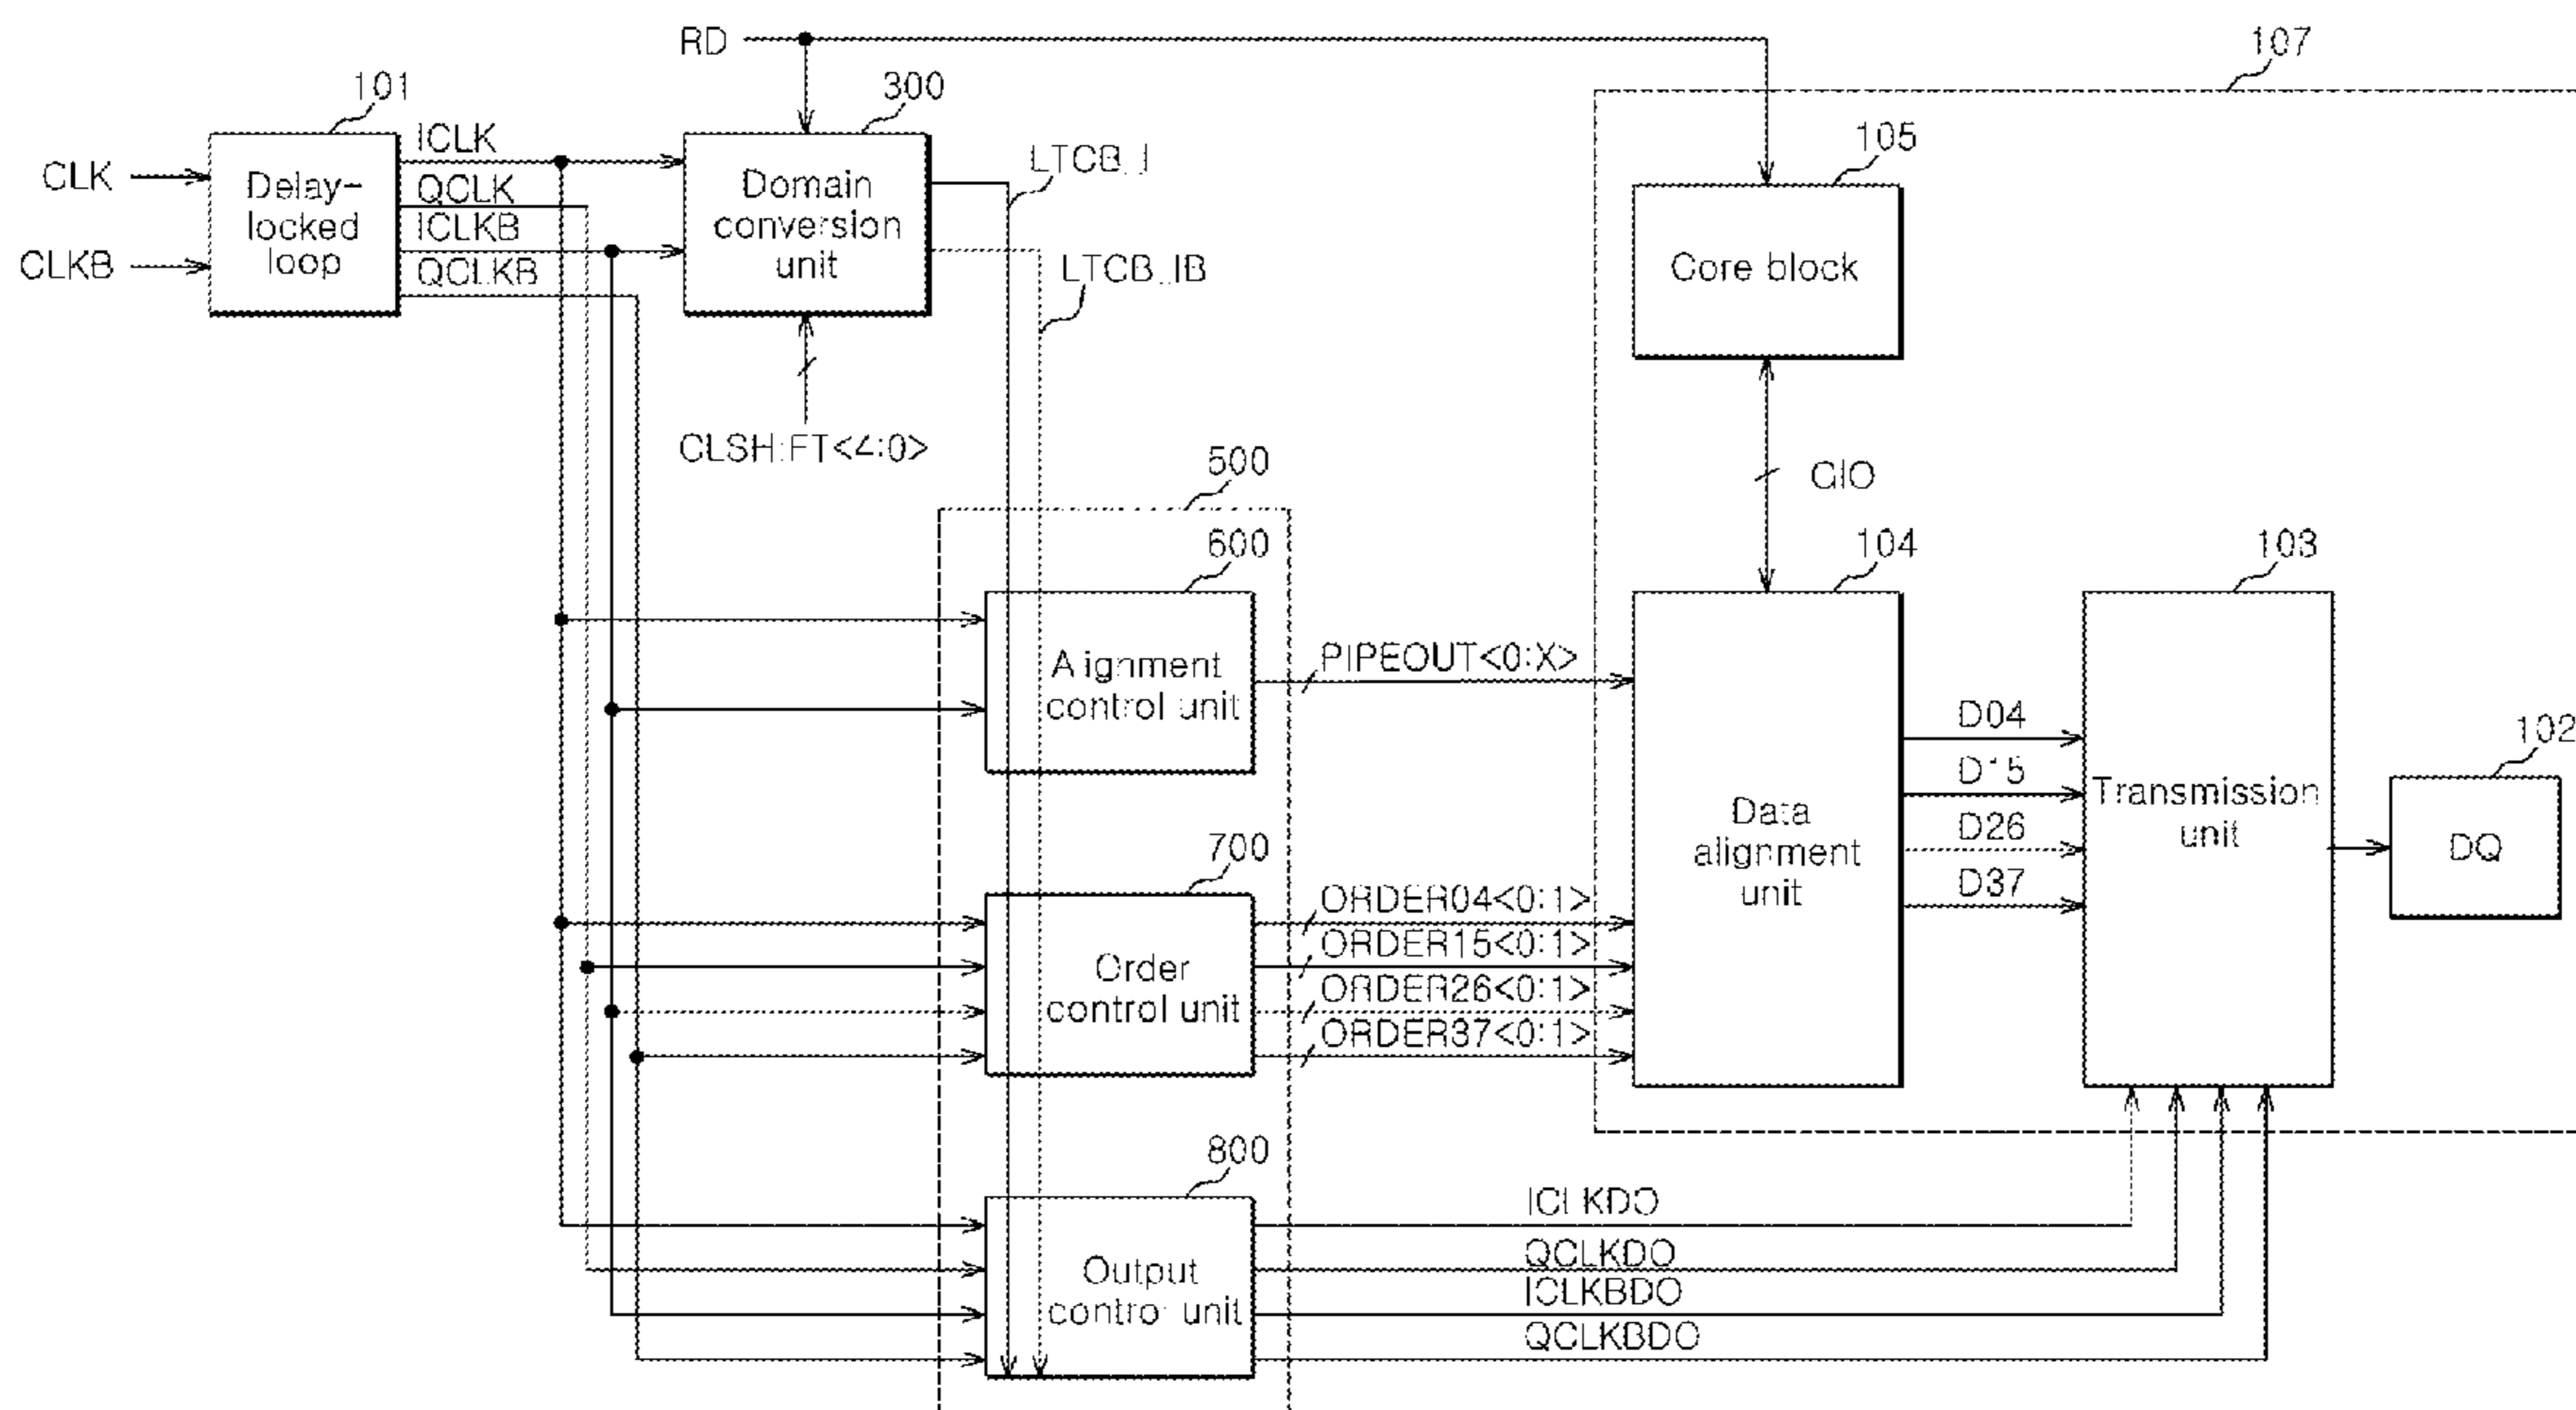 RD
107
101
300
CLK
CLKB
Delay-
locked
loop
ICLK
QCLK
ICLKB
QCLKB
Domain
conversion
unit
LTCB_I
LTCB_IB
105
Core block
CLSHIFT<4:0>
GIO
500
600
Alignment
control unit
PIPEOUT<0:X>
104
Data
alignment
unit
103
Transmission
unit
D04
D15
D26
D37
102
DQ
700
Order
control unit
ORDER04<0:1>
ORDER15<0:1>
ORDER26<0:1>
ORDER37<0:1>
800
Output
control unit
ICLKDO
QCLKDO
ICLKBDO
QCLKBDO